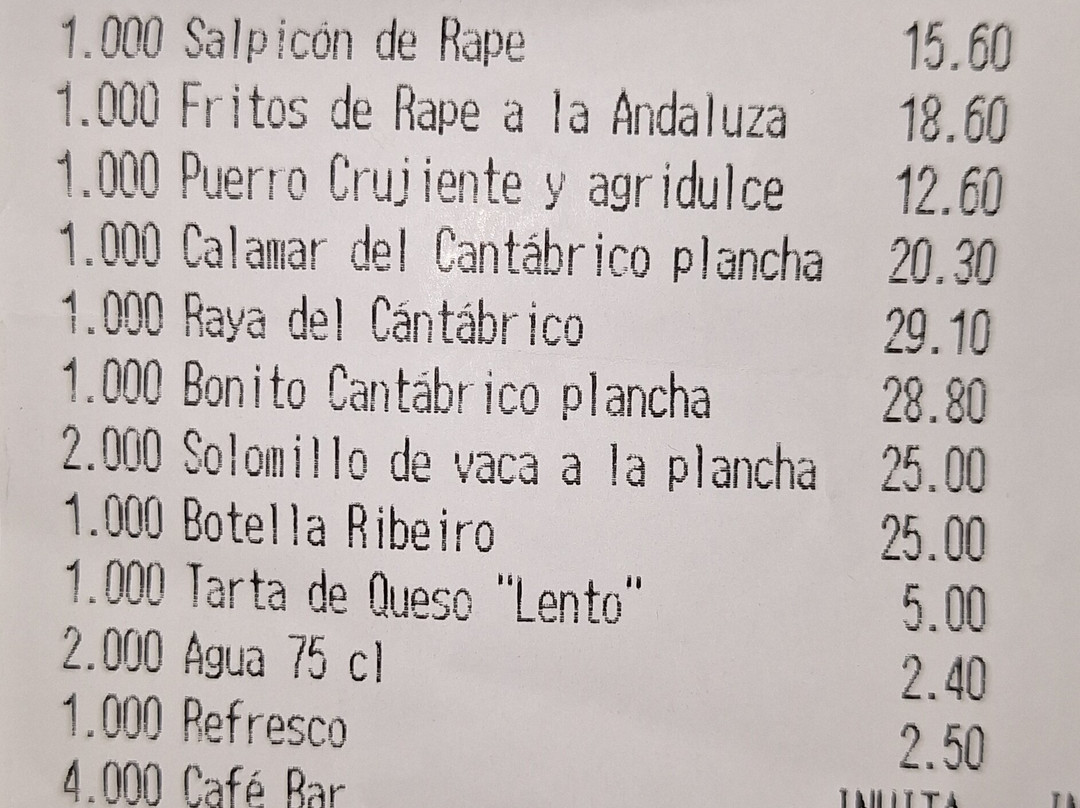 1.000 Salpicón de Rape 15.60
1.000 Fritos de Rape a la Andaluza 18.60
1.000 Puerro Crujiente y agridulce 12.60
1.000 Calamar del Cantábrico plancha 20.30
1.000 Raya del Cántábrico 29.10
1.000 Bonito Cantábrico plancha 28.80
2.000 Solomillo de vaca a la plancha 25.00
1.000 Botella Ribeiro 25.00
1.000 Tarta de Queso "Lento" 5.00
2.000 Agua 75 cl 2.40
1.000 Refresco 2.50
4.000 Café Bar